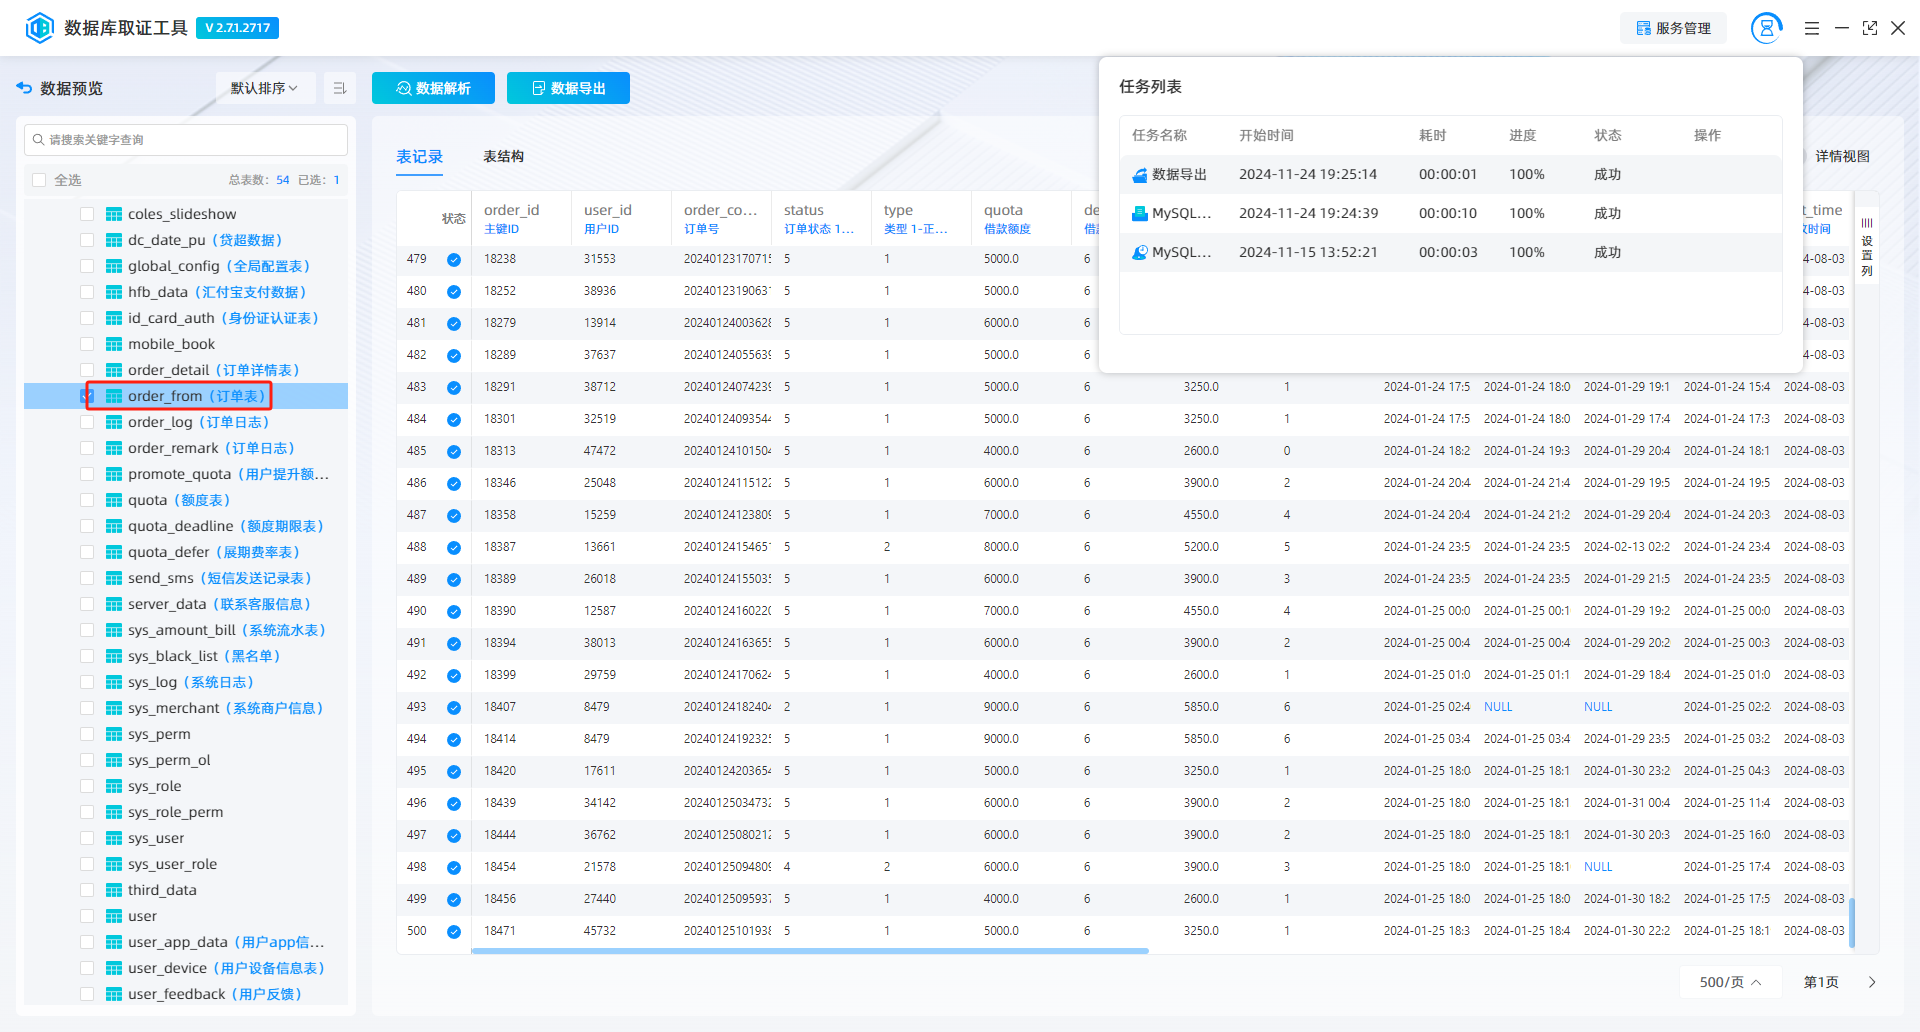 数据库取证工具 V 2.7.1.2717
服务管理
数据预览 默认排序 数据解析 数据导出
请搜索关键字查询
全选 总表数: 54 已选: 1
coles_slideshow
dc_date_pu（贷超数据）
global_config（全局配置表）
hfb_data（汇付宝支付数据）
id_card_auth（身份证认证表）
mobile_book
order_detail（订单详情表）
order_from（订单表）
order_log（订单日志）
order_remark（订单日志）
promote_quota（用户提升额...
quota（额度表）
quota_deadline（额度期限表）
quota_defer（展期费率表）
send_sms（短信发送记录表）
server_data（联系客服信息）
sys_amount_bill（系统流水表）
sys_black_list（黑名单）
sys_log（系统日志）
sys_merchant（系统商户信息）
sys_perm
sys_perm_ol
sys_role
sys_role_perm
sys_user
sys_user_role
third_data
user
user_app_data（用户app信...
user_device（用户设备信息表）
user_feedback（用户反馈）
任务列表
任务名称 开始时间 耗时 进度 状态 操作
数据导出 2024-11-24 19:25:14 00:00:01 100% 成功
MySQL... 2024-11-24 19:24:39 00:00:10 100% 成功
MySQL... 2024-11-15 13:52:21 00:00:03 100% 成功
表记录 表结构 详情视图
状态 order_id user_id order_co... status type quota de t_time
主键ID 用户ID 订单号 订单状态 1... 类型 1-正... 借款额度 借 时间
设置列
479 18238 31553 20240123170715 5 1 5000.0 6 4-08-03
480 18252 38936 20240123190631 5 1 5000.0 6 4-08-03
481 18279 13914 20240124003628 5 1 6000.0 6 4-08-03
482 18289 37637 20240124055639 5 1 5000.0 6 4-08-03
483 18291 38712 20240124074239 5 1 5000.0 6 3250.0 1 2024-01-24 17:5 2024-01-24 18:0 2024-01-29 19:1 2024-01-24 15:4 2024-08-03
484 18301 32519 20240124093544 5 1 5000.0 6 3250.0 1 2024-01-24 17:5 2024-01-24 18:0 2024-01-29 17:4 2024-01-24 17:3 2024-08-03
485 18313 47472 20240124101504 5 1 4000.0 6 2600.0 0 2024-01-24 18:2 2024-01-24 19:3 2024-01-29 20:4 2024-01-24 18:1 2024-08-03
486 18346 25048 20240124115122 5 1 6000.0 6 3900.0 2 2024-01-24 20:4 2024-01-24 21:4 2024-01-29 19:5 2024-01-24 19:5 2024-08-03
487 18358 15259 20240124123809 5 1 7000.0 6 4550.0 4 2024-01-24 20:4 2024-01-24 21:2 2024-01-29 20:4 2024-01-24 20:3 2024-08-03
488 18387 13661 20240124154651 5 2 8000.0 6 5200.0 5 2024-01-24 23:5 2024-01-24 23:5 2024-02-13 02:2 2024-01-24 23:4 2024-08-03
489 18389 26018 20240124155035 5 1 6000.0 6 3900.0 3 2024-01-24 23:5 2024-01-24 23:5 2024-01-29 21:5 2024-01-24 23:5 2024-08-03
490 18390 12587 20240124160220 5 1 7000.0 6 4550.0 4 2024-01-25 00:0 2024-01-25 00:1 2024-01-29 19:2 2024-01-25 00:0 2024-08-03
491 18394 38013 20240124163655 5 1 6000.0 6 3900.0 2 2024-01-25 00:4 2024-01-25 00:4 2024-01-29 20:2 2024-01-25 00:3 2024-08-03
492 18399 29759 20240124170624 5 1 4000.0 6 2600.0 1 2024-01-25 01:0 2024-01-25 01:1 2024-01-29 18:4 2024-01-25 01:0 2024-08-03
493 18407 8479 20240124182404 2 1 9000.0 6 5850.0 6 2024-01-25 02:4 NULL NULL 2024-01-25 02:2 2024-08-03
494 18414 8479 20240124192325 5 1 9000.0 6 5850.0 6 2024-01-25 03:4 2024-01-25 03:4 2024-01-29 23:5 2024-01-25 03:2 2024-08-03
495 18420 17611 20240124203654 5 1 5000.0 6 3250.0 1 2024-01-25 18:0 2024-01-25 18:1 2024-01-30 23:2 2024-01-25 04:3 2024-08-03
496 18439 34142 20240125034732 5 1 6000.0 6 3900.0 2 2024-01-25 18:0 2024-01-25 18:1 2024-01-31 00:4 2024-01-25 11:4 2024-08-03
497 18444 36762 20240125080212 5 1 6000.0 6 3900.0 2 2024-01-25 18:0 2024-01-25 18:1 2024-01-30 20:3 2024-01-25 16:0 2024-08-03
498 18454 21578 20240125094809 4 2 6000.0 6 3900.0 3 2024-01-25 18:0 2024-01-25 18:1 NULL 2024-01-25 17:4 2024-08-03
499 18456 27440 20240125095937 5 1 4000.0 6 2600.0 1 2024-01-25 18:0 2024-01-25 18:0 2024-01-30 18:2 2024-01-25 17:5 2024-08-03
500 18471 45732 20240125101938 5 1 5000.0 6 3250.0 1 2024-01-25 18:3 2024-01-25 18:4 2024-01-30 22:2 2024-01-25 18:1 2024-08-03
500/页 第1页